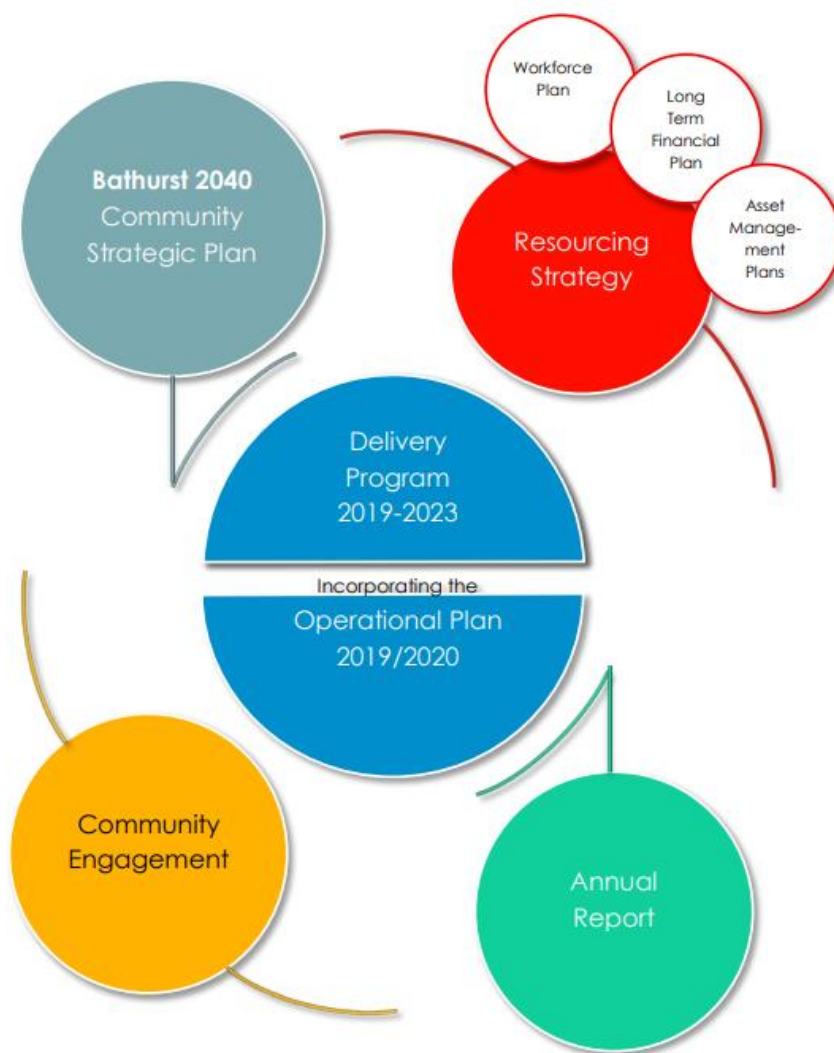 Bathurst 2040
Community
Strategic Plan
Workforce
Plan
Long
Term
Financial
Plan
Asset
Manage-
ment
Plans
Resourcing
Strategy
Delivery
Program
2019-2023
Incorporating the
Operational Plan
2019/2020
Community
Engagement
Annual
Report